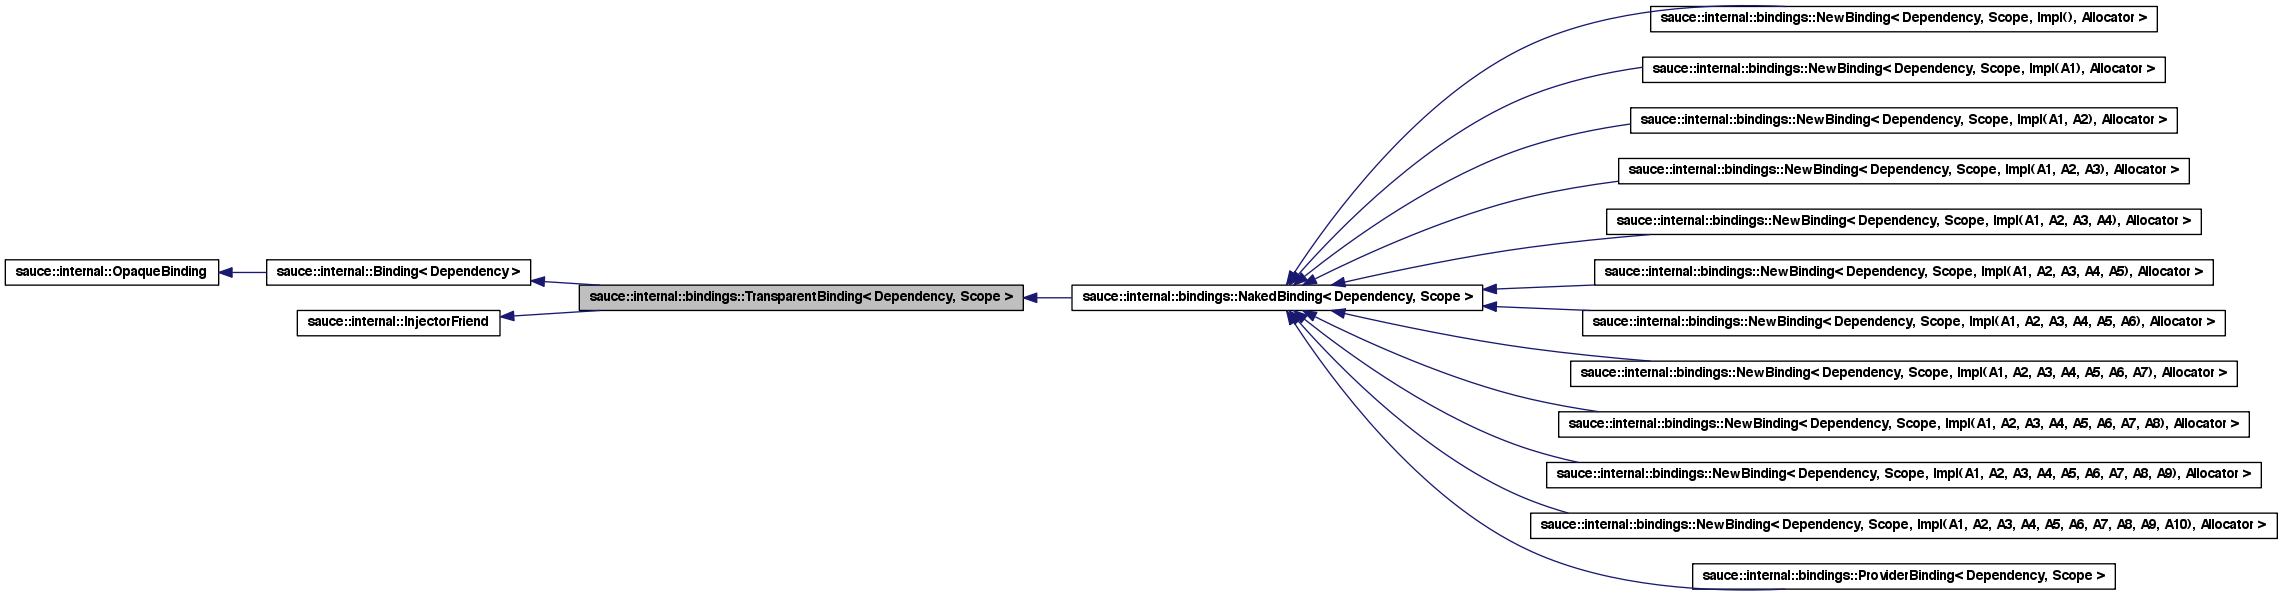 sauce::internal::bindings::NewBinding< Dependency, Scope, Impl(), Allocator >
sauce::internal::bindings::NewBinding< Dependency, Scope, Impl(A1), Allocator >
sauce::internal::bindings::NewBinding< Dependency, Scope, Impl(A1, A2), Allocator >
sauce::internal::bindings::NewBinding< Dependency, Scope, Impl(A1, A2, A3), Allocator >
sauce::internal::bindings::NewBinding< Dependency, Scope, Impl(A1, A2, A3, A4), Allocator >
sauce::internal::OpaqueBinding
sauce::internal::Binding< Dependency >
sauce::internal::bindings::NewBinding< Dependency, Scope, Impl(A1, A2, A3, A4, A5), Allocator >
sauce::internal::bindings::TransparentBinding< Dependency, Scope >
sauce::internal::bindings::NakedBinding< Dependency, Scope >
sauce::internal::InjectorFriend
sauce::internal::bindings::NewBinding< Dependency, Scope, Impl(A1, A2, A3, A4, A5, A6), Allocator >
sauce::internal::bindings::NewBinding< Dependency, Scope, Impl(A1, A2, A3, A4, A5, A6, A7), Allocator >
sauce::internal::bindings::NewBinding< Dependency, Scope, Impl(A1, A2, A3, A4, A5, A6, A7, A8), Allocator >
sauce::internal::bindings::NewBinding< Dependency, Scope, Impl(A1, A2, A3, A4, A5, A6, A7, A8, A9), Allocator >
sauce::internal::bindings::NewBinding< Dependency, Scope, Impl(A1, A2, A3, A4, A5, A6, A7, A8, A9, A10), Allocator >
sauce::internal::bindings::ProviderBinding< Dependency, Scope >